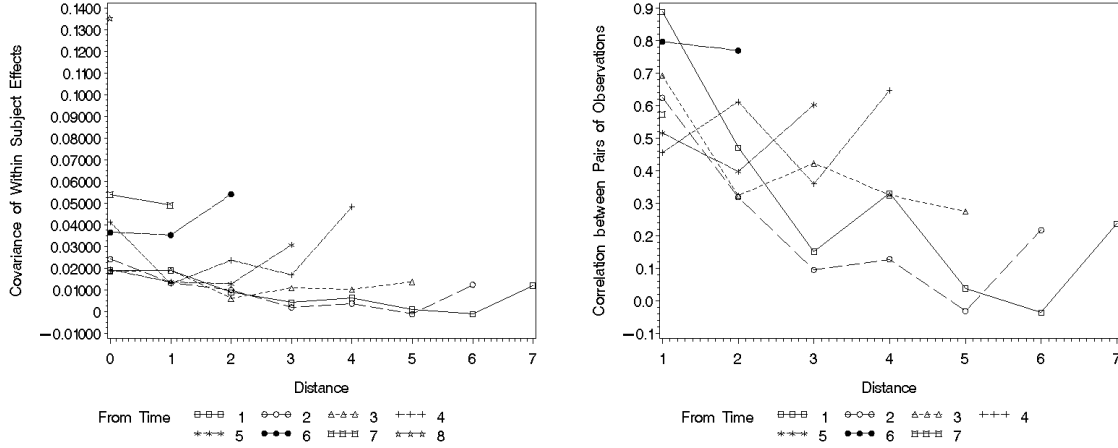 Covariance of Within Subject Effects
0.1400
0.1300
0.1200
0.1100
0.1000
0.09000
0.08000
0.07000
0.06000
0.05000
0.04000
0.03000
0.02000
0.01000
0
−0.01000
0 1 2 3 4 5 6 7
Distance
From Time 1 2 3 4
5 6 7 8
Correlation between Pairs of Observations
0.9
0.8
0.7
0.6
0.5
0.4
0.3
0.2
0.1
0.0
−0.1
1 2 3 4 5 6 7
Distance
From Time 1 2 3 4
5 6 7